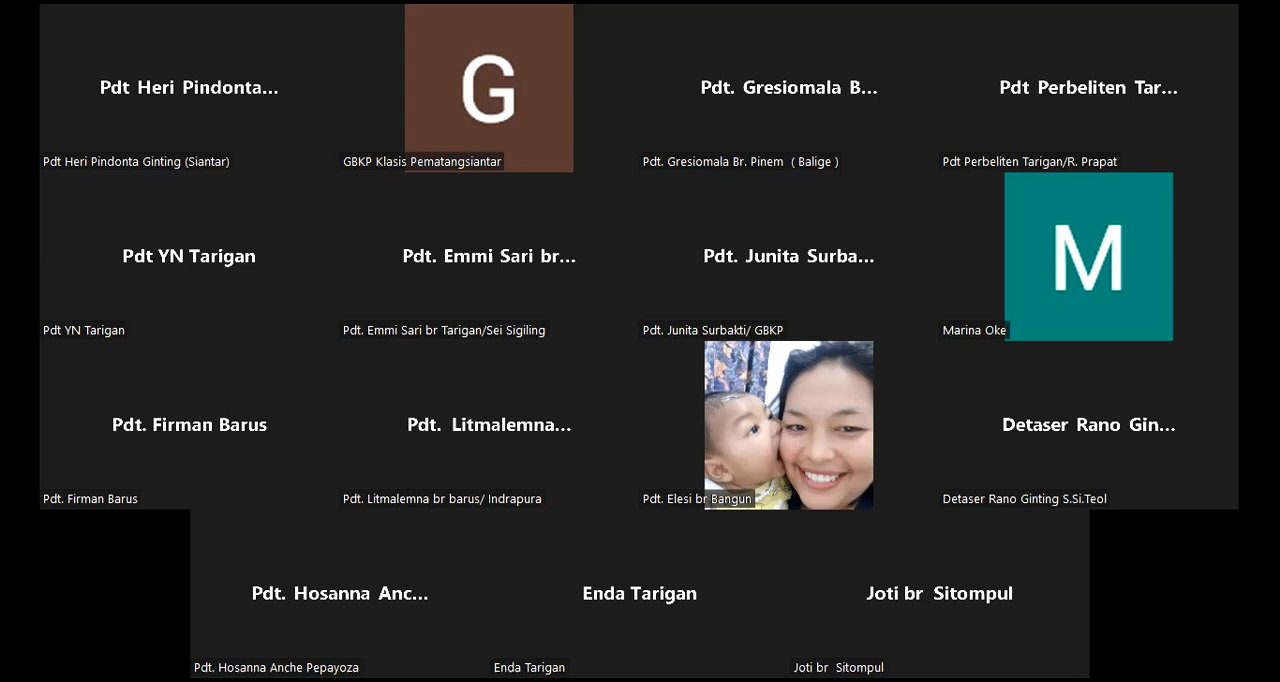 Pdt Heri Pindonta...
G
Pdt. Gresiomala B...
Pdt Perbeliten Tar...
Pdt Heri Pindonta Ginting (Siantar)
GBKP Klasis Pematangsiantar
Pdt. Gresiomala Br. Pinem ( Balige )
Pdt Perbeliten Tarigan/R. Prapat
Pdt YN Tarigan
Pdt. Emmi Sari br...
Pdt. Junita Surba...
M
Pdt YN Tarigan
Pdt. Emmi Sari br Tarigan/Sei Sigiling
Pdt. Junita Surbakti/ GBKP
Marina Oke
Pdt. Firman Barus
Pdt. Litmalemna...
Detaser Rano Gin...
Pdt. Firman Barus
Pdt. Litmalemna br barus/ Indrapura
Pdt. Elesi br Bangun
Detaser Rano Ginting S.Si.Teol
Pdt. Hosanna Anc...
Enda Tarigan
Joti br Sitompul
Pdt. Hosanna Anche Pepayoza
Enda Tarigan
Joti br Sitompul